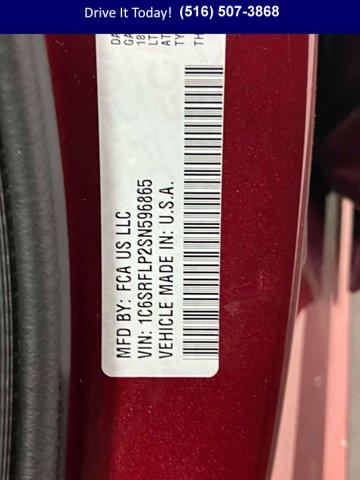 Drive It Today! (516) 507-3868
MFD BY: FCA US LLC
VIN: 1C6SRFLP2SN596865
VEHICLE MADE IN: U.S.A.